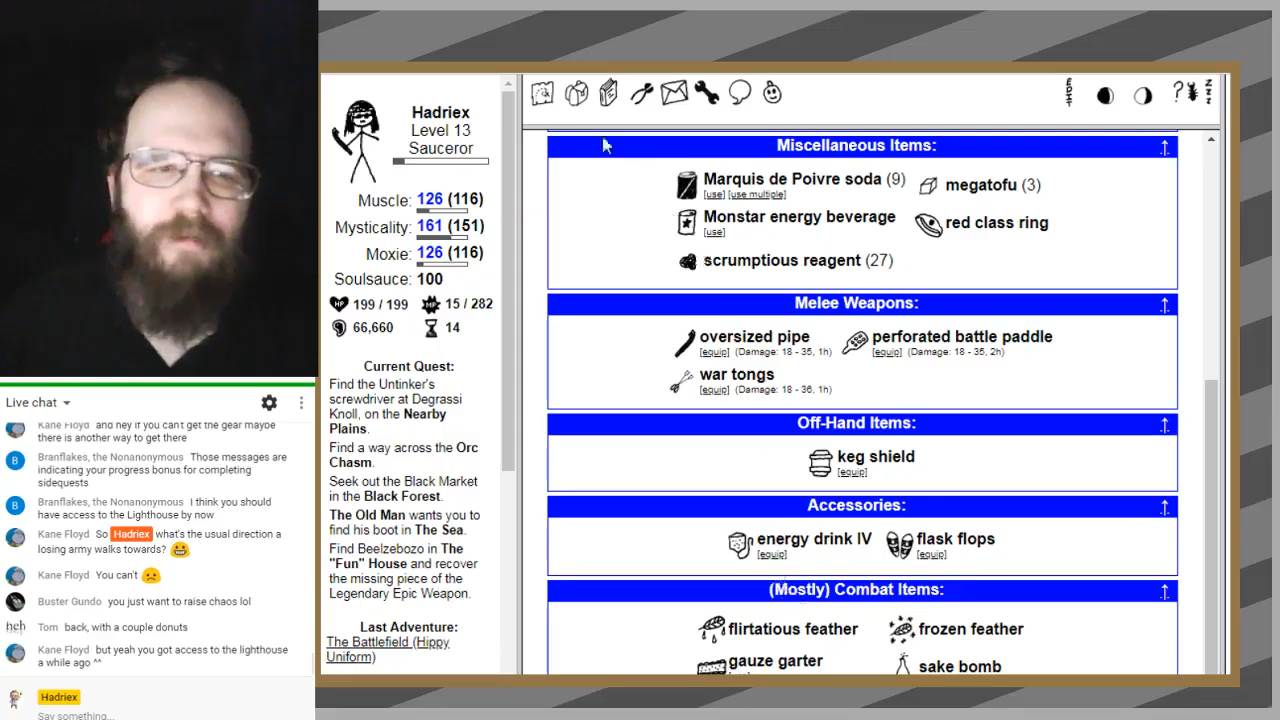 Hadriex
Level 13
Sauceror
Muscle: 126 (116)
Mysticality: 161 (151)
Moxie: 126 (116)
Soulsauce: 100
HP 199 / 199 MP 15 / 282
66,660 14
Current Quest:
Find the Untinker's
screwdriver at Degrassi
Knoll, on the Nearby
Plains.
Find a way across the Orc
Chasm.
Seek out the Black Market
in the Black Forest.
The Old Man wants you to
find his boot in The Sea.
Find Beelzebozo in The
"Fun" House and recover
the missing piece of the
Legendary Epic Weapon.
Last Adventure:
The Battlefield (Hippy
Uniform)
Miscellaneous Items:
Marquis de Poivre soda (9)
[use] [use multiple]
megatofu (3)
Monstar energy beverage
[use]
red class ring
scrumptious reagent (27)
Melee Weapons:
oversized pipe
[equip] (Damage: 18 - 35, 1h)
perforated battle paddle
[equip] (Damage: 18 - 35, 2h)
war tongs
[equip] (Damage: 18 - 36, 1h)
Off-Hand Items:
keg shield
[equip]
Accessories:
energy drink IV
[equip]
flask flops
[equip]
(Mostly) Combat Items:
flirtatious feather
frozen feather
gauze garter
sake bomb
EDIT
? z z z
Live chat
Kane Floyd and hey if you can't get the gear maybe
there is another way to get there
B Branflakes, the Nonanonymous Those messages are
indicating your progress bonus for completing
sidequests
B Branflakes, the Nonanonymous I think you should
have access to the Lighthouse by now
Kane Floyd So Hadriex what's the usual direction a
losing army walks towards?
Kane Floyd You can't
Buster Gundo you just want to raise chaos lol
heh Tom back, with a couple donuts
Kane Floyd but yeah you got access to the lighthouse
a while ago ^^
Hadriex
Say something...